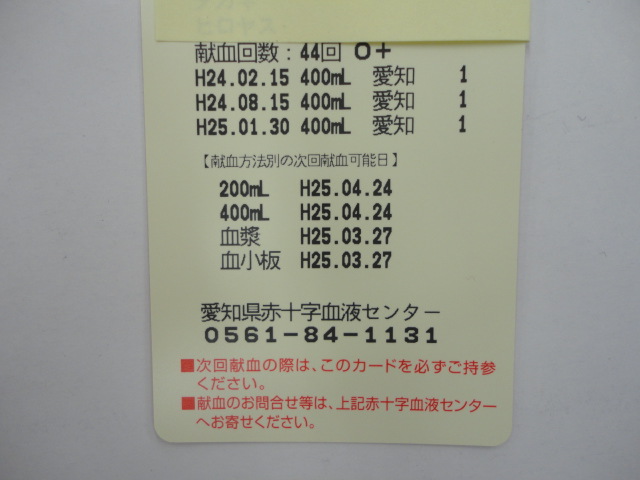 ヒロヤス
献血回数：44回 O+
H24.02.15 400mL 愛知 1
H24.08.15 400mL 愛知 1
H25.01.30 400mL 愛知 1
【献血方法別の次回献血可能日】
200mL H25.04.24
400mL H25.04.24
血漿 H25.03.27
血小板 H25.03.27
愛知県赤十字血液センター
0561-84-1131
■次回献血の際は、このカードを必ずご持参
ください。
■献血のお問合せ等は、上記赤十字血液センター
へお寄せください。